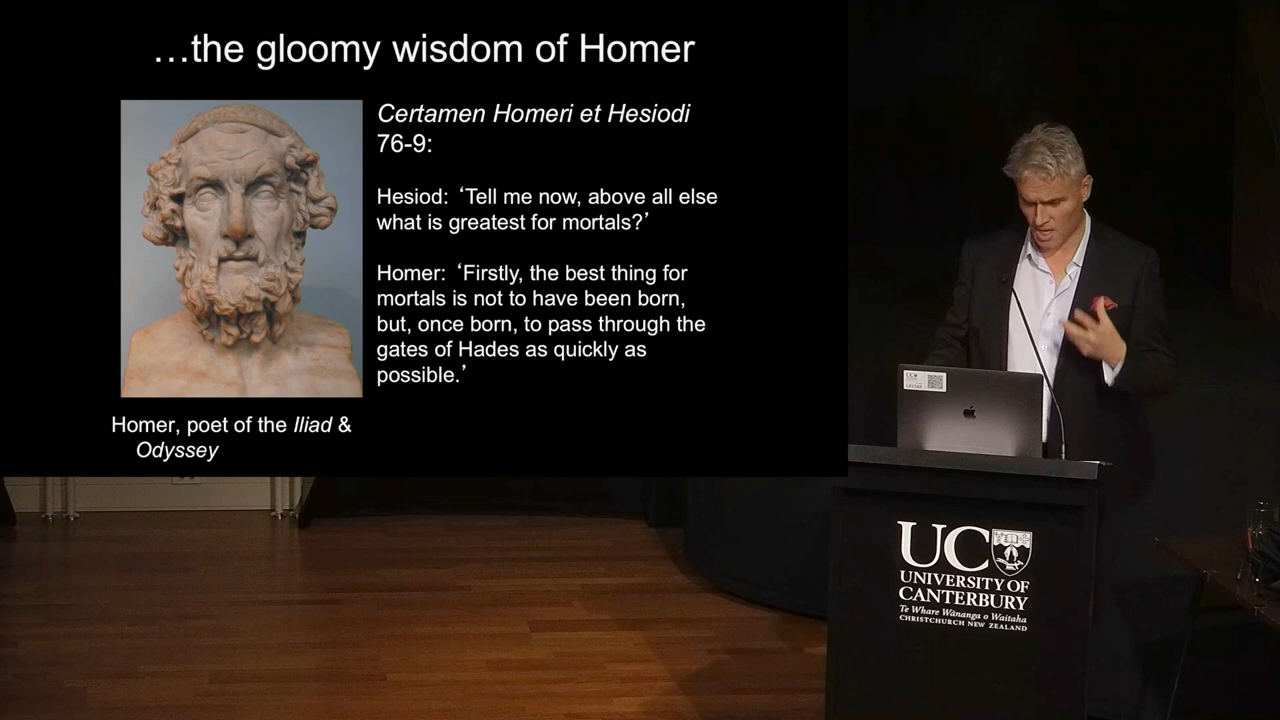 …the gloomy wisdom of Homer
Certamen Homeri et Hesiodi
76-9:
Hesiod: ‘Tell me now, above all else
what is greatest for mortals?’
Homer: ‘Firstly, the best thing for
mortals is not to have been born,
but, once born, to pass through the
gates of Hades as quickly as
possible.’
Homer, poet of the Iliad &
Odyssey
UC
UNIVERSITY OF
CANTERBURY
Te Whare Wānanga o Waitaha
CHRISTCHURCH NEW ZEALAND
UC